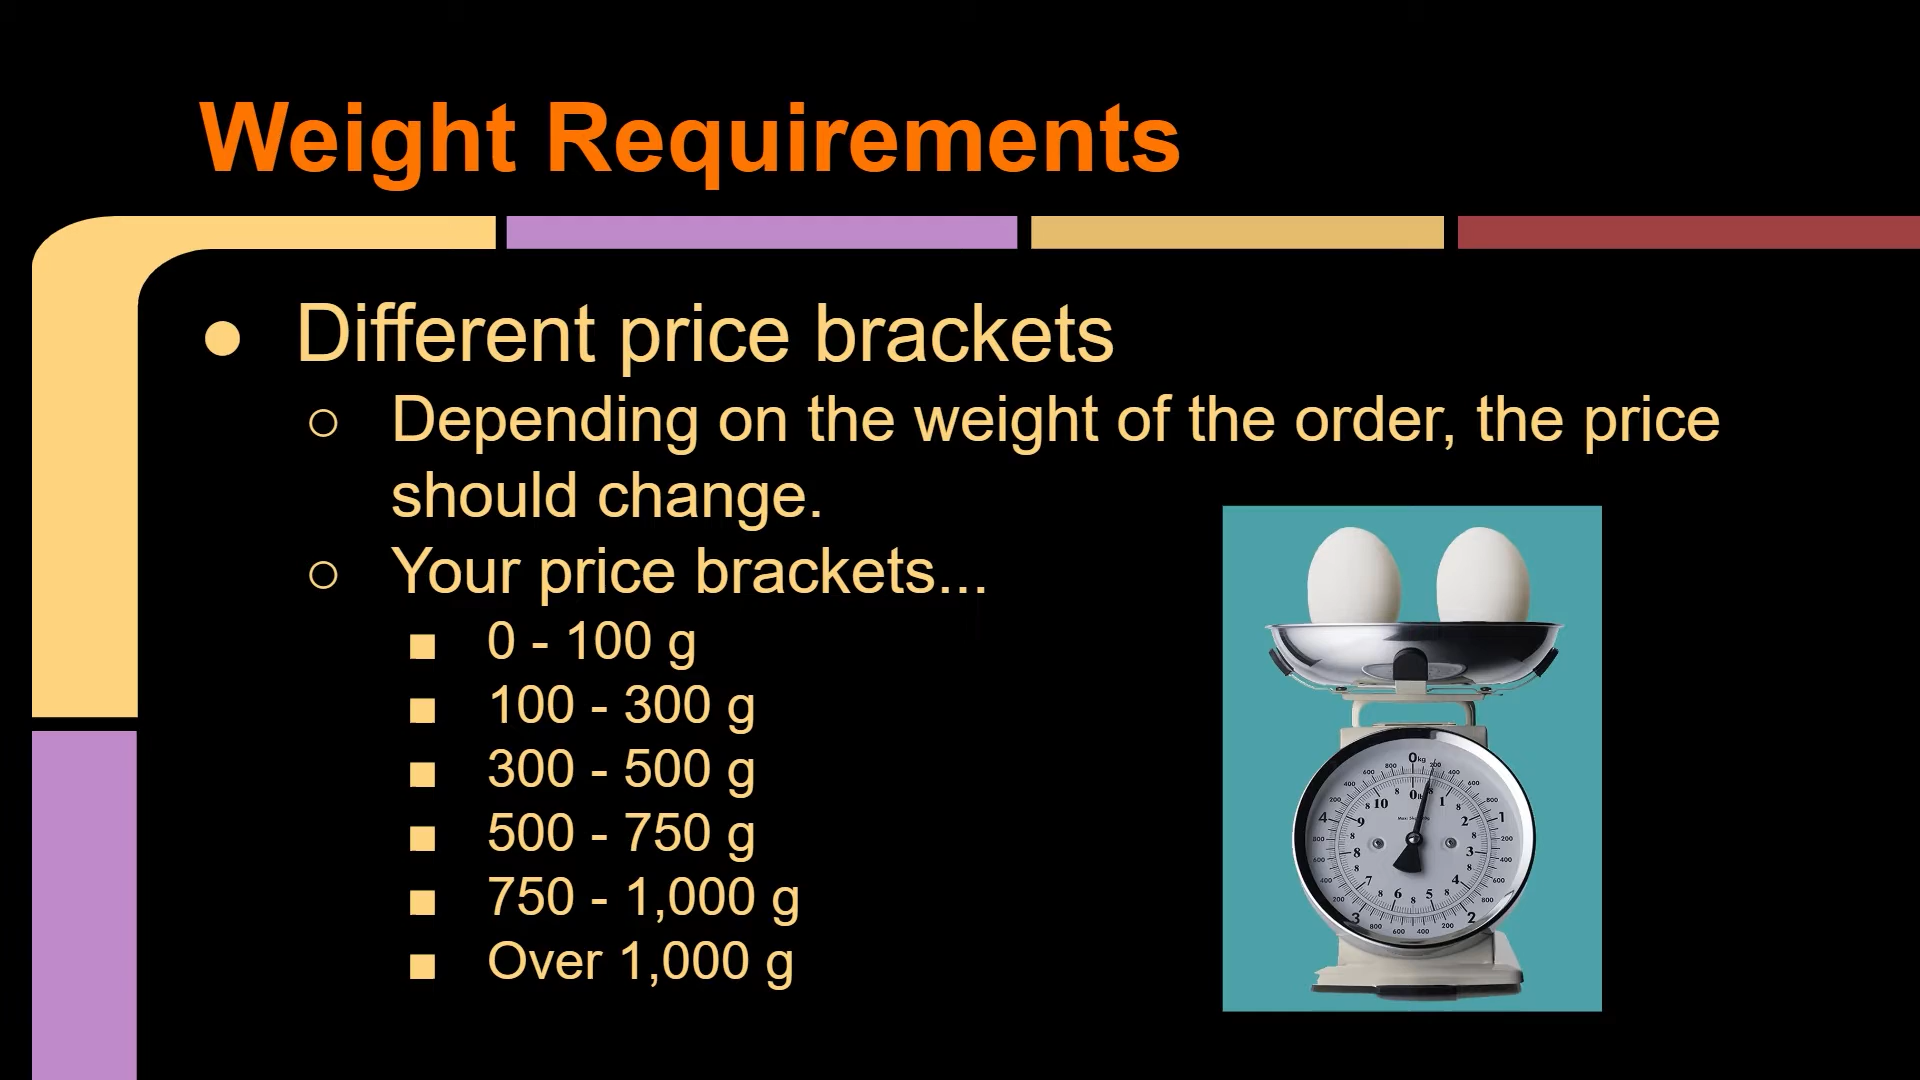 Weight Requirements
● Different price brackets
○ Depending on the weight of the order, the price
should change.
○ Your price brackets...
■ 0 - 100 g
■ 100 - 300 g
■ 300 - 500 g
■ 500 - 750 g
■ 750 - 1,000 g
■ Over 1,000 g